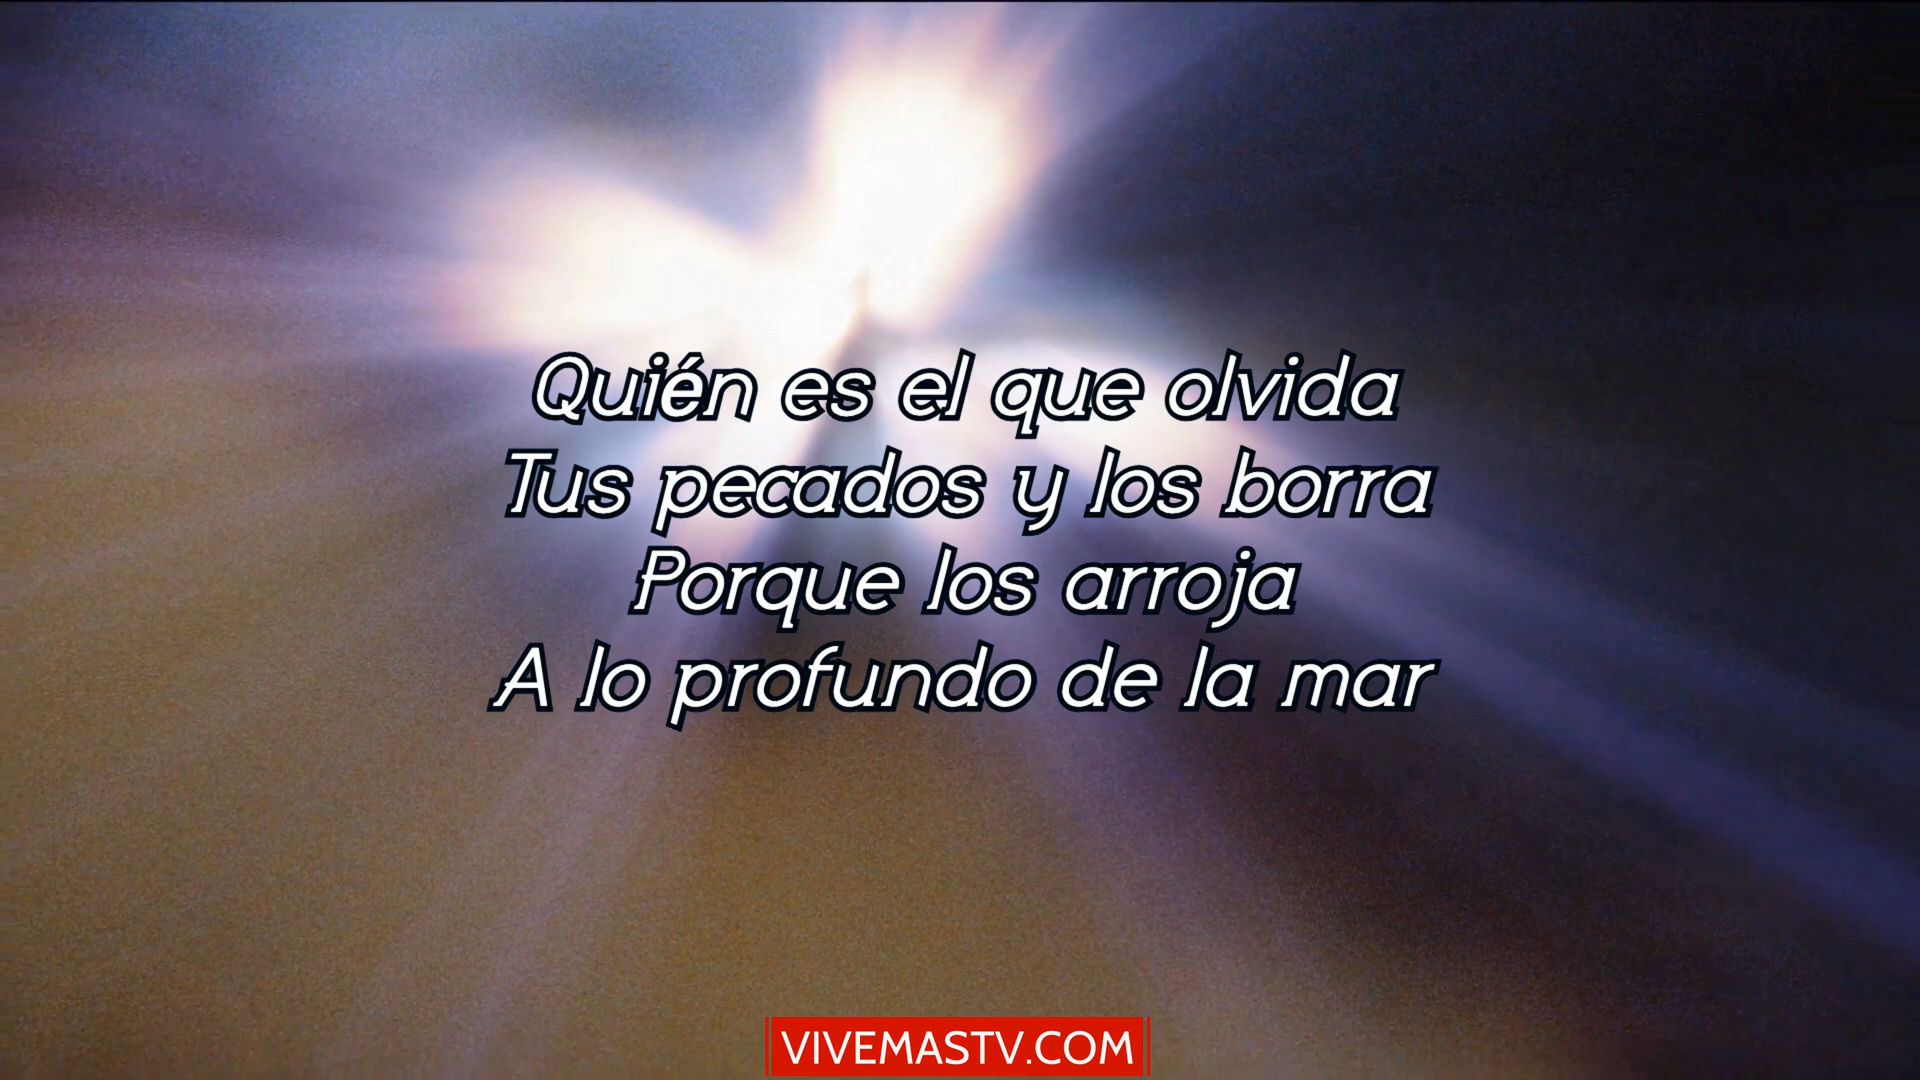 Quién es el que olvida
Tus pecados y los borra
Porque los arroja
A lo profundo de la mar
VIVEMASTV.COM